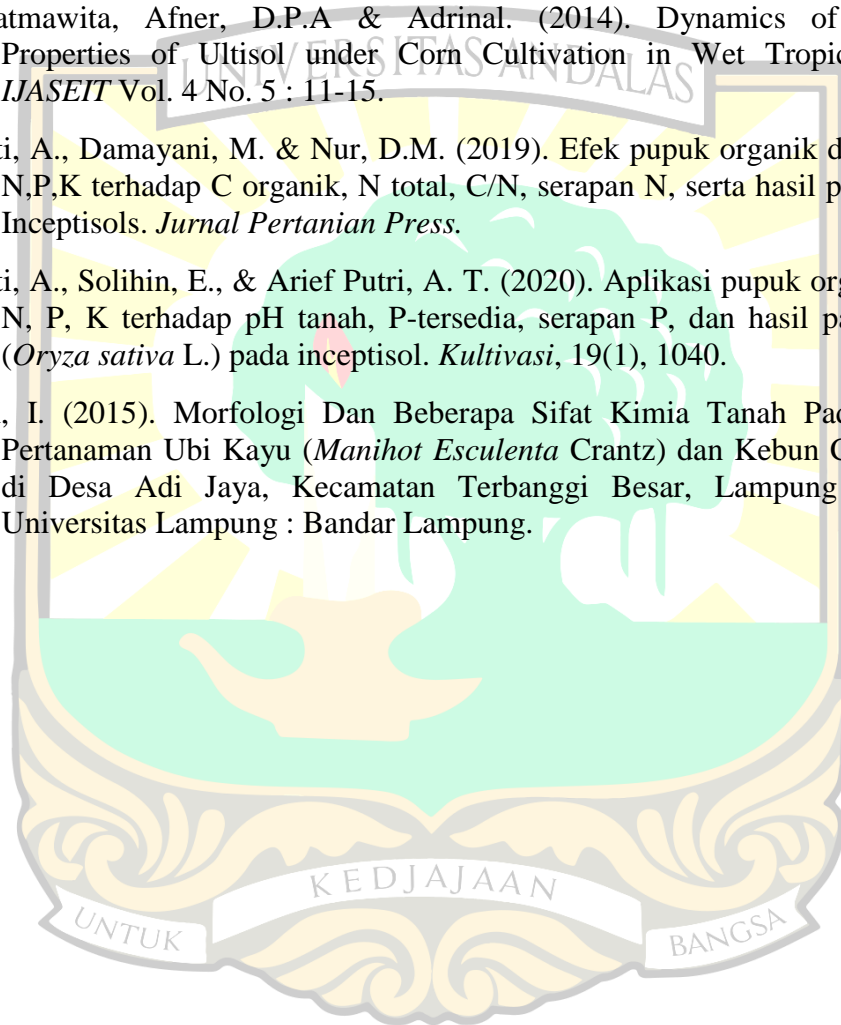 atmawita, Afner, D.P.A & Adrinal. (2014). Dynamics of
Properties of Ultisol under Corn Cultivation in Wet Tropic
IJASEIT Vol. 4 No. 5 : 11-15.
ti, A., Damayani, M. & Nur, D.M. (2019). Efek pupuk organik d
N,P,K terhadap C organik, N total, C/N, serapan N, serta hasil p
Inceptisols. Jurnal Pertanian Press.
ti, A., Solihin, E., & Arief Putri, A. T. (2020). Aplikasi pupuk org
N, P, K terhadap pH tanah, P-tersedia, serapan P, dan hasil pa
(Oryza sativa L.) pada inceptisol. Kultivasi, 19(1), 1040.
, I. (2015). Morfologi Dan Beberapa Sifat Kimia Tanah Pad
Pertanaman Ubi Kayu (Manihot Esculenta Crantz) dan Kebun C
di Desa Adi Jaya, Kecamatan Terbanggi Besar, Lampung
Universitas Lampung : Bandar Lampung.
UNIVERSITAS ANDALAS
UNTUK KEDJAJAAN BANGSA